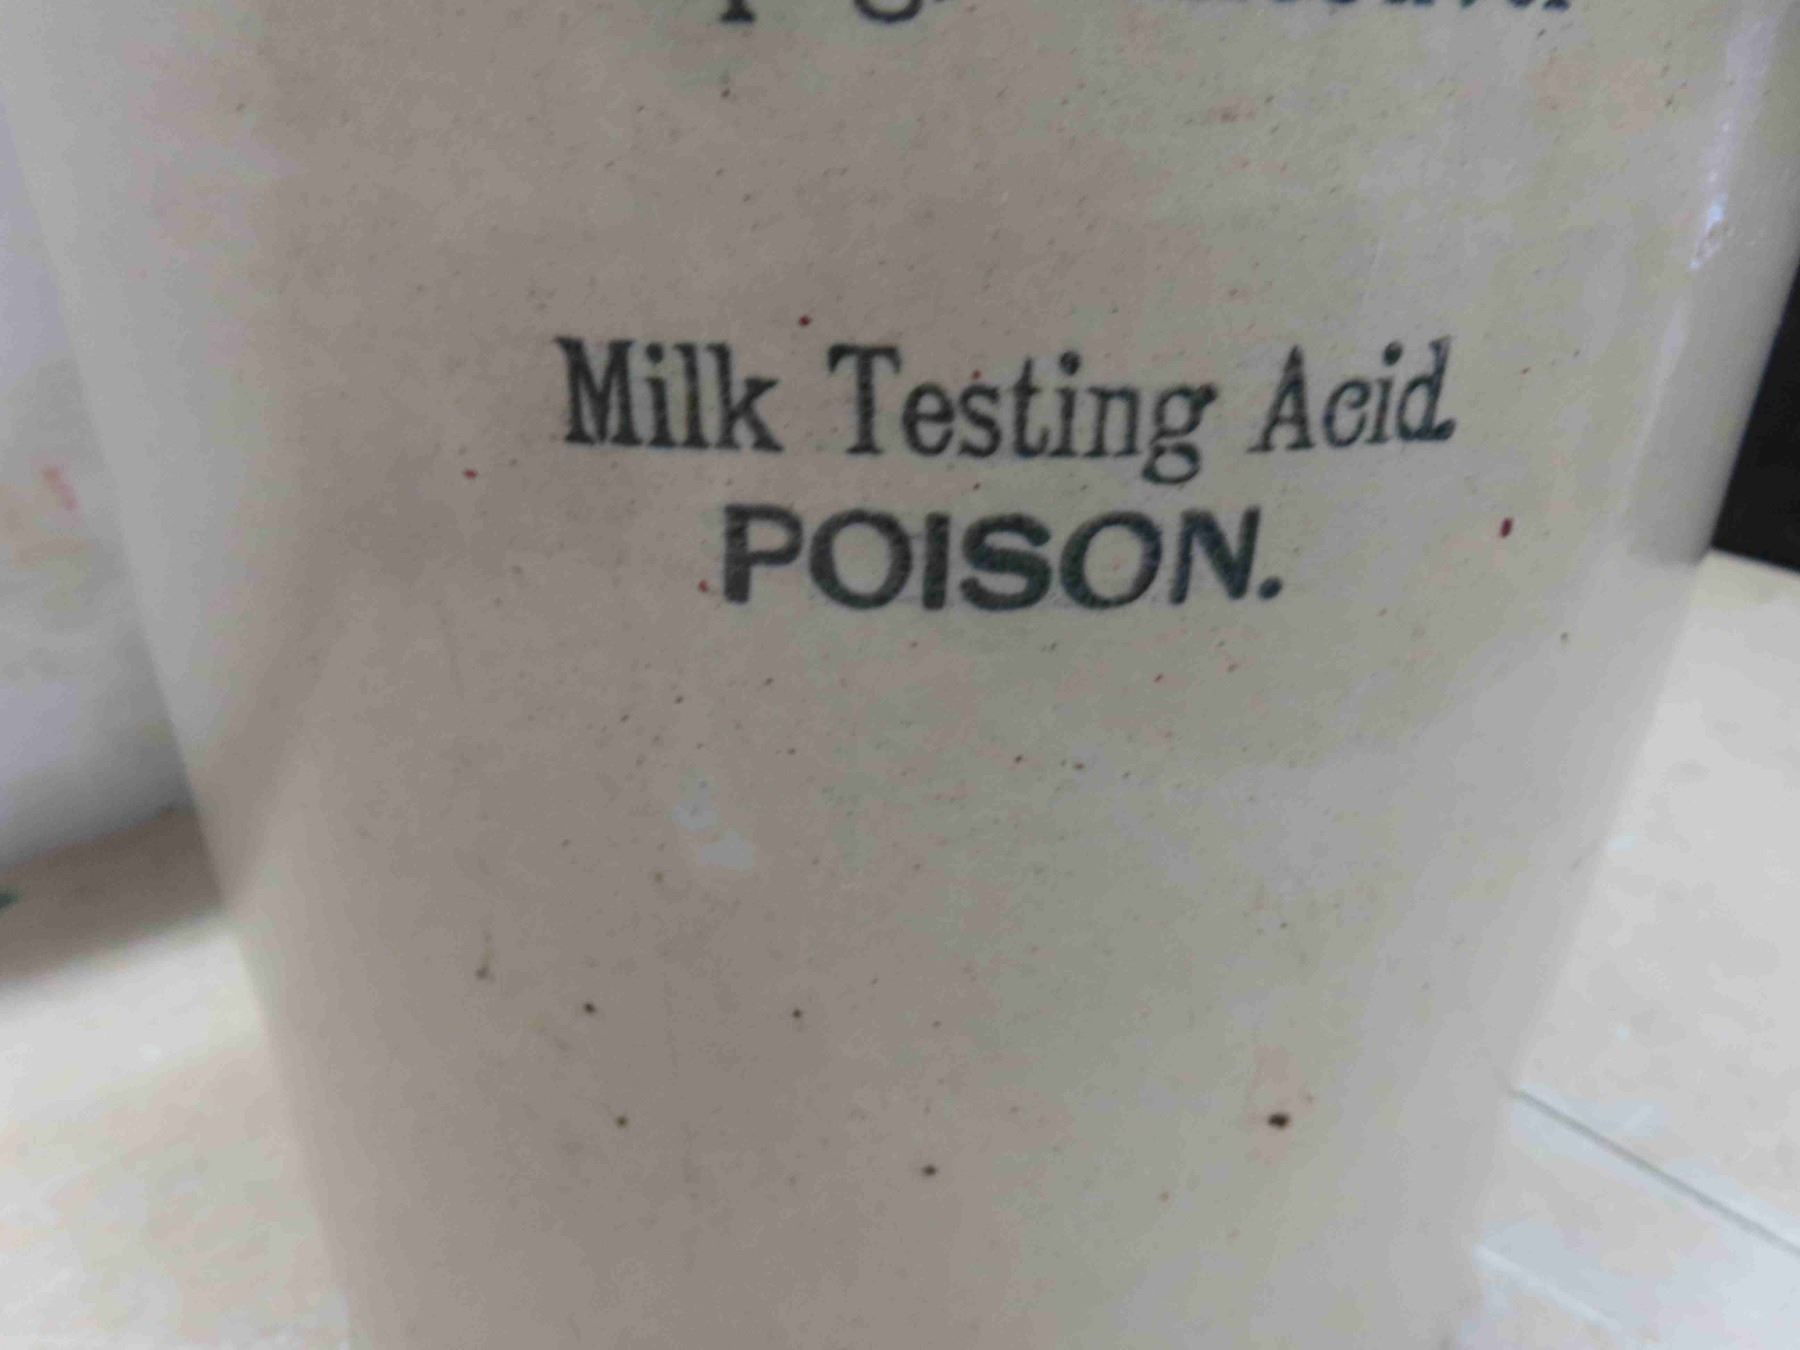 Milk Testing Acid.
POISON.